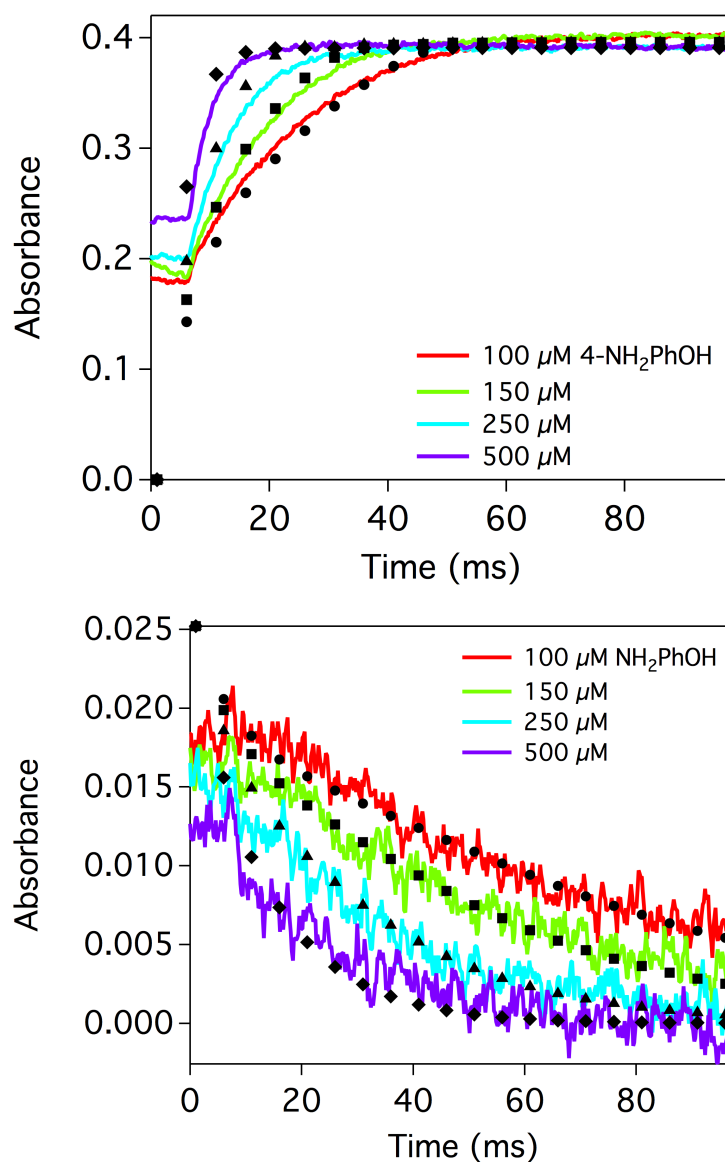 0.4
0.3
0.2
0.1
0.0
Absorbance
100 µM 4-NH₂PhOH
150 µM
250 µM
500 µM
0 20 40 60 80
Time (ms)
0.025
0.020
0.015
0.010
0.005
0.000
Absorbance
100 µM NH₂PhOH
150 µM
250 µM
500 µM
0 20 40 60 80
Time (ms)